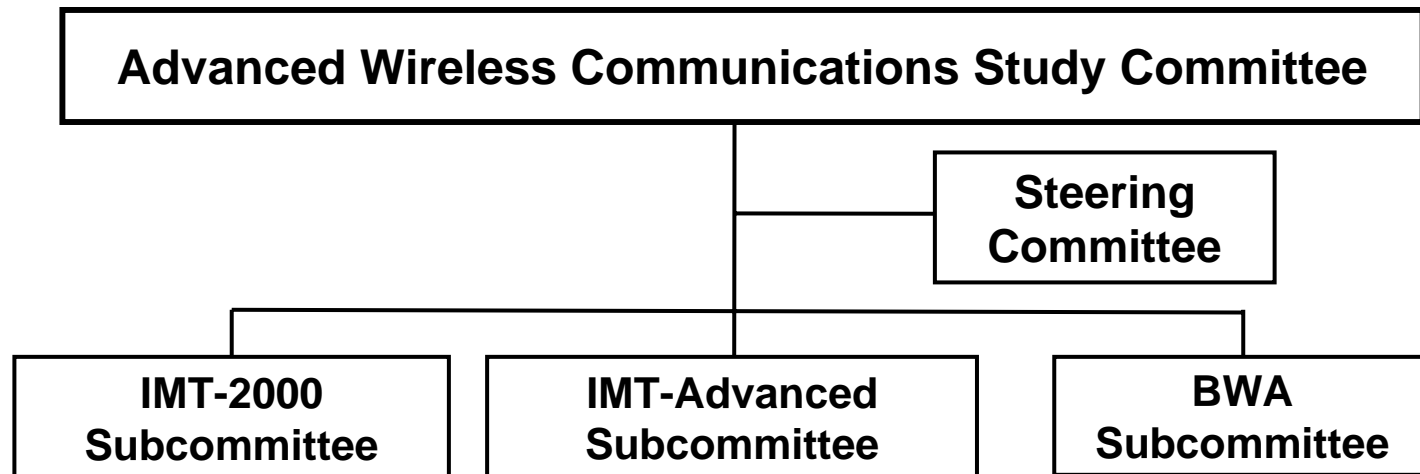 Advanced Wireless Communications Study Committee
Steering
Committee
IMT-2000
Subcommittee
IMT-Advanced
Subcommittee
BWA
Subcommittee